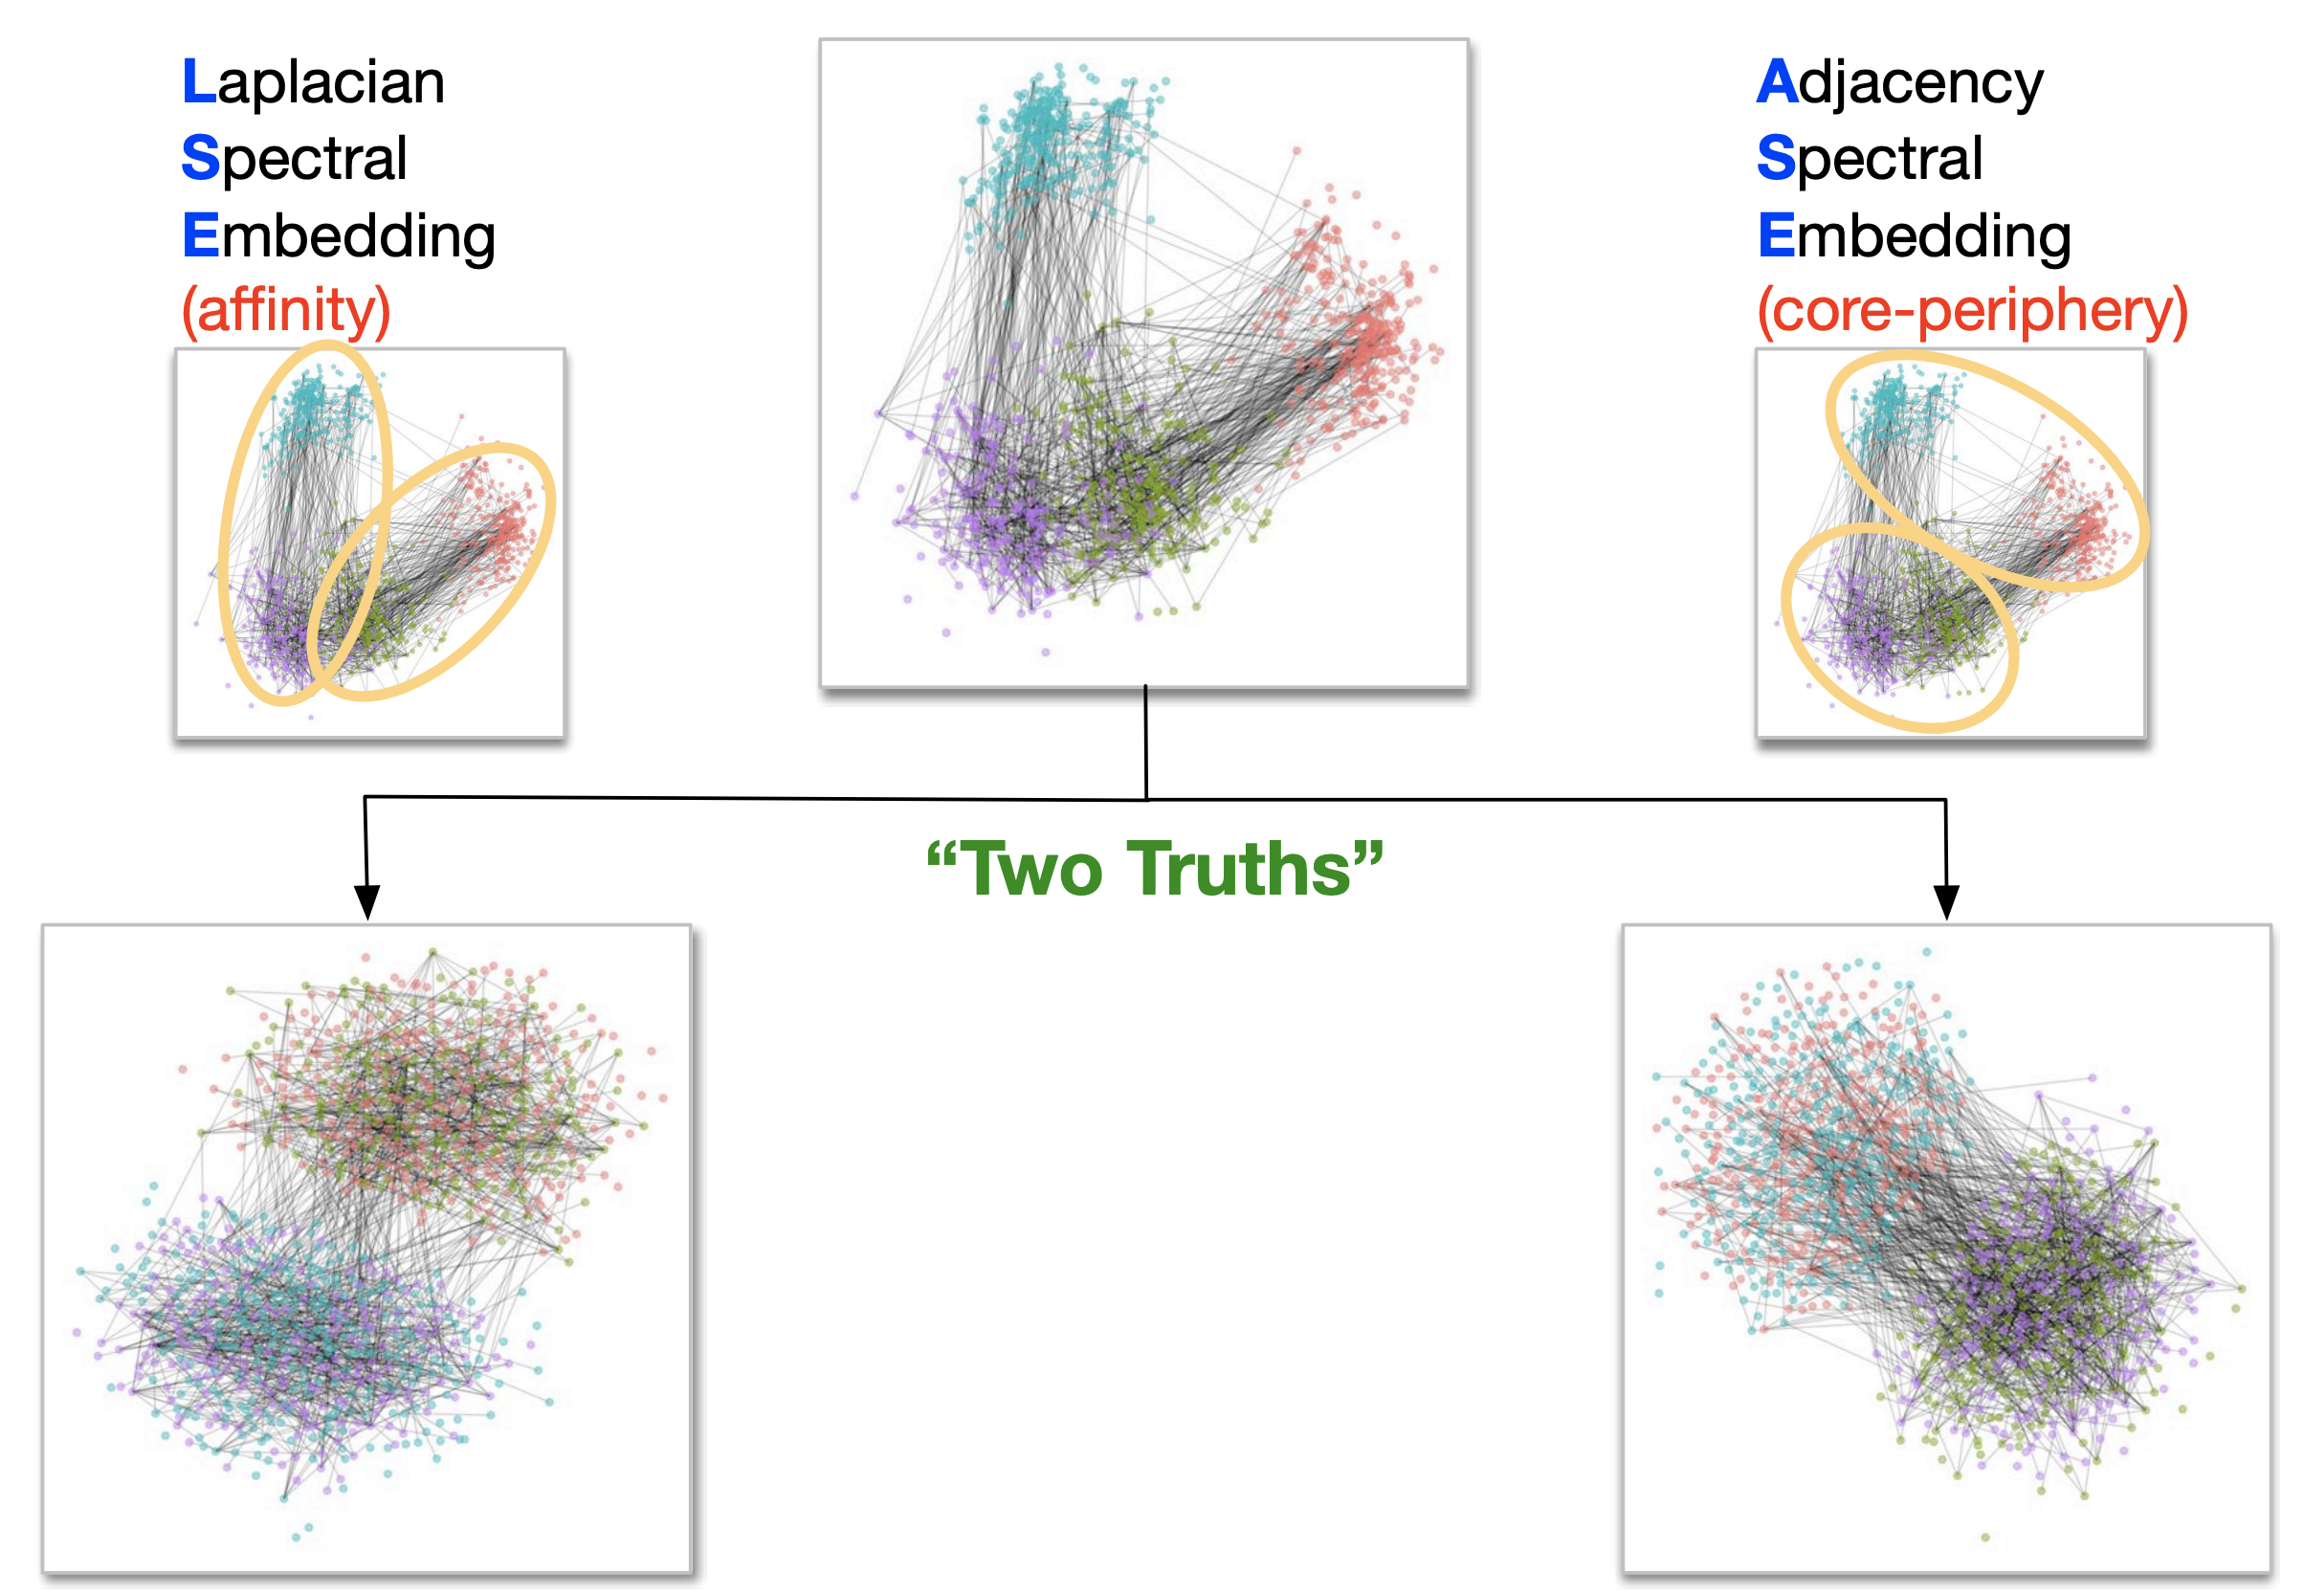 Laplacian
Spectral
Embedding
(affinity)
Adjacency
Spectral
Embedding
(core-periphery)
“Two Truths”